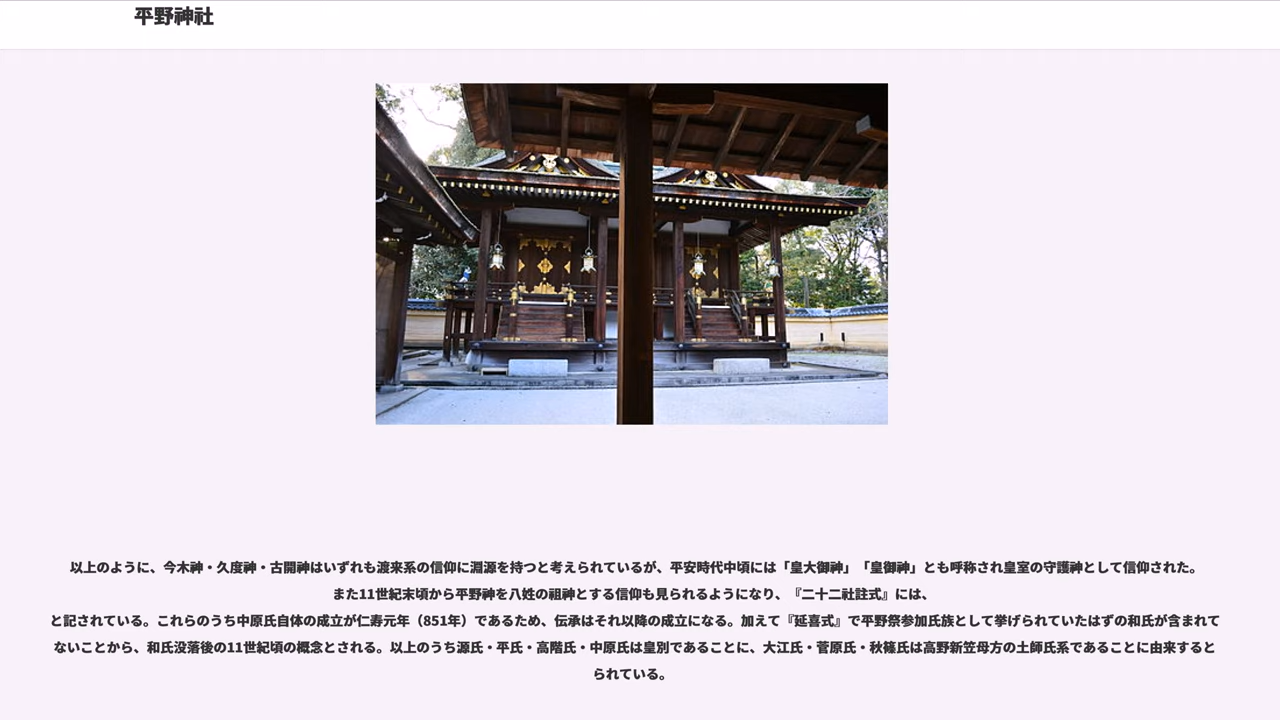 平野神社
以上のように、今木神・久度神・古開神はいずれも渡来系の信仰に淵源を持つと考えられているが、平安時代中頃には「皇大御神」「皇御神」とも呼称され皇室の守護神として信仰された。
また11世紀末頃から平野神を八姓の祖神とする信仰も見られるようになり、『二十二社註式』には、
と記されている。これらのうち中原氏自体の成立が仁寿元年（851年）であるため、伝承はそれ以降の成立になる。加えて『延喜式』で平野祭参加氏族として挙げられていたはずの和氏が含まれて
ないことから、和氏没落後の11世紀頃の概念とされる。以上のうち源氏・平氏・高階氏・中原氏は皇別であることに、大江氏・菅原氏・秋篠氏は高野新笠母方の土師氏系であることに由来すると
られている。